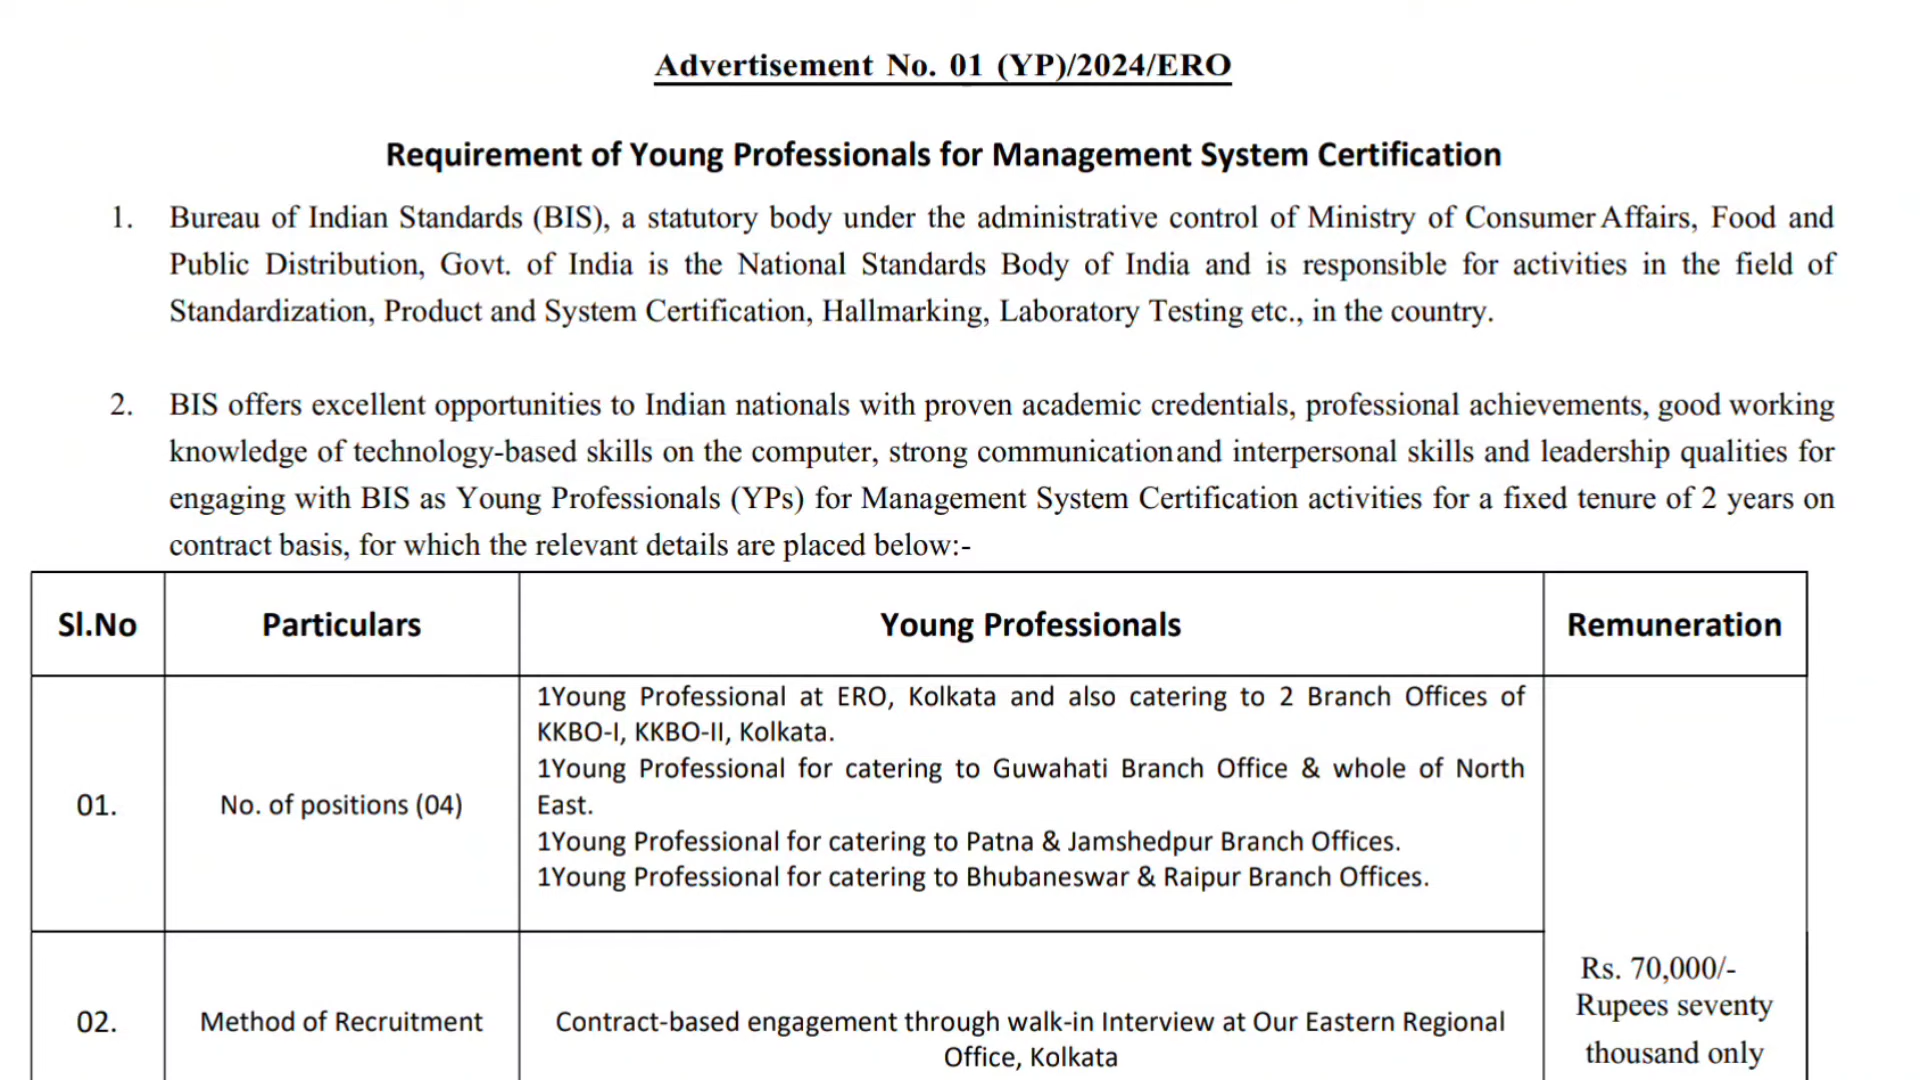 Advertisement No. 01 (YP)/2024/ERO
Requirement of Young Professionals for Management System Certification
1. Bureau of Indian Standards (BIS), a statutory body under the administrative control of Ministry of Consumer Affairs, Food and
Public Distribution, Govt. of India is the National Standards Body of India and is responsible for activities in the field of
Standardization, Product and System Certification, Hallmarking, Laboratory Testing etc., in the country.
2. BIS offers excellent opportunities to Indian nationals with proven academic credentials, professional achievements, good working
knowledge of technology-based skills on the computer, strong communicationand interpersonal skills and leadership qualities for
engaging with BIS as Young Professionals (YPs) for Management System Certification activities for a fixed tenure of 2 years on
contract basis, for which the relevant details are placed below:-
Sl.No Particulars Young Professionals Remuneration
01. No. of positions (04)
1Young Professional at ERO, Kolkata and also catering to 2 Branch Offices of
KKBO-I, KKBO-II, Kolkata.
1Young Professional for catering to Guwahati Branch Office & whole of North
East.
1Young Professional for catering to Patna & Jamshedpur Branch Offices.
1Young Professional for catering to Bhubaneswar & Raipur Branch Offices.
02. Method of Recruitment
Contract-based engagement through walk-in Interview at Our Eastern Regional
Office, Kolkata
Rs. 70,000/-
Rupees seventy
thousand only